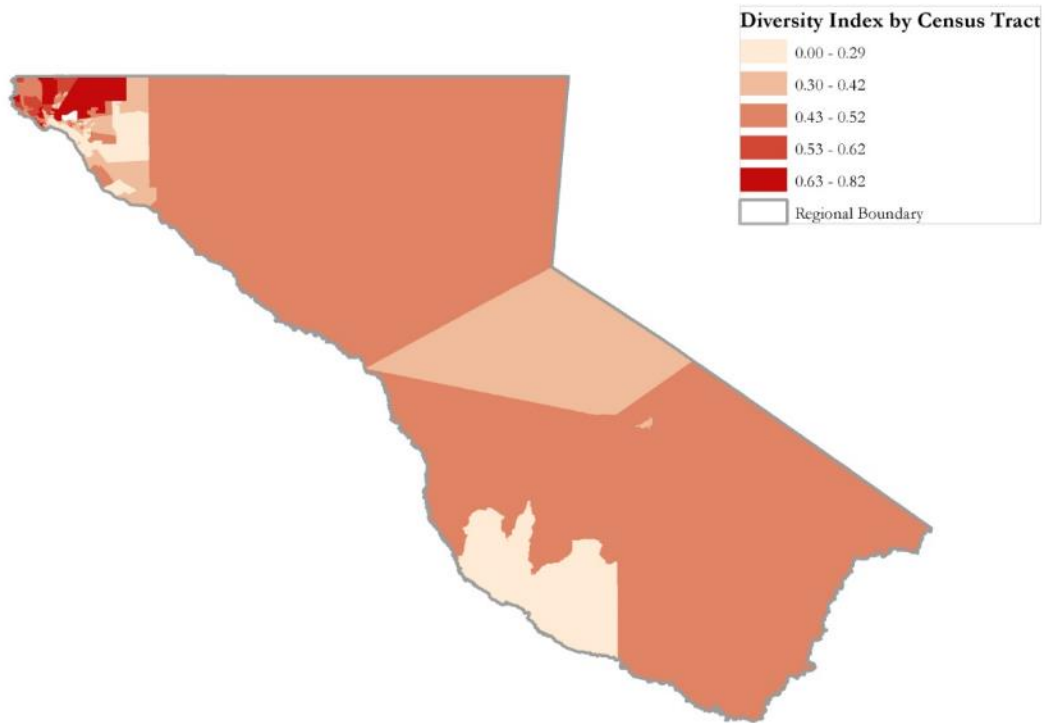 Diversity Index by Census Tract
0.00 - 0.29
0.30 - 0.42
0.43 - 0.52
0.53 - 0.62
0.63 - 0.82
Regional Boundary